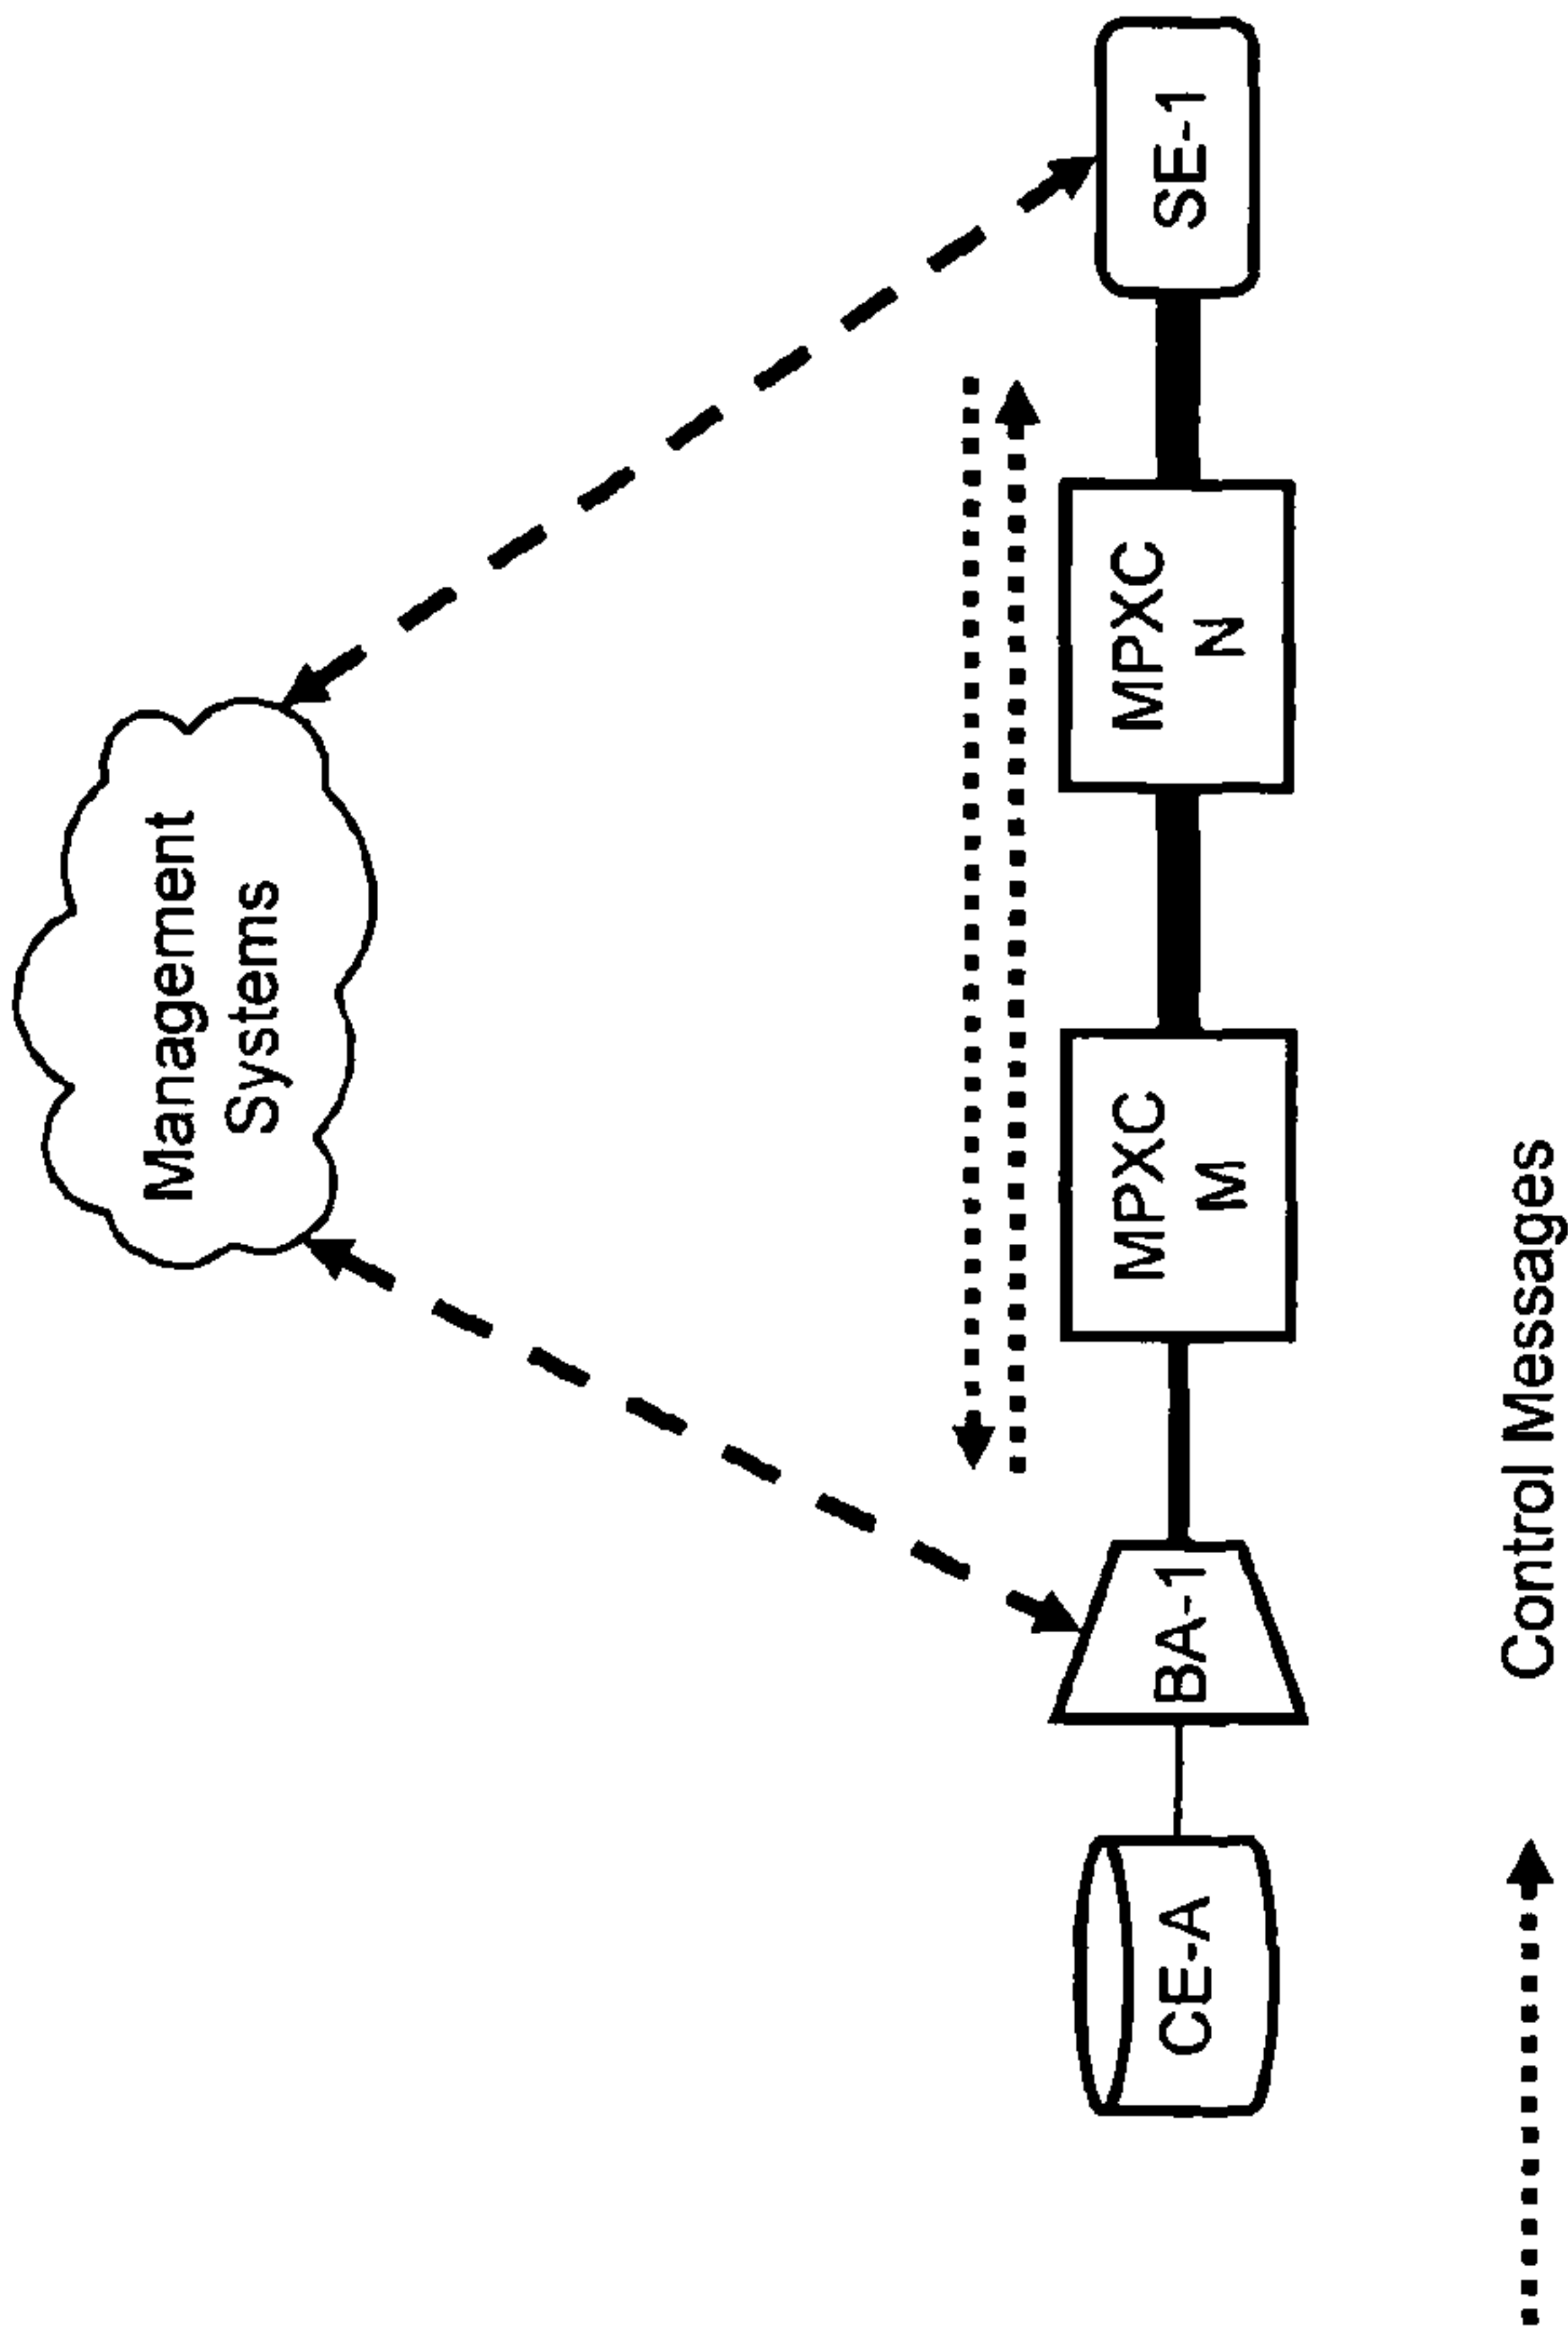 Management
Systems
CE-A
BA-1
MPXC
M
MPXC
N
SE-1
Control Messages